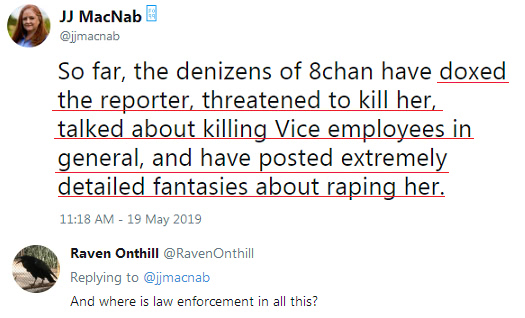 JJ MacNab
@jjmacnab
So far, the denizens of 8chan have doxed
the reporter, threatened to kill her,
talked about killing Vice employees in
general, and have posted extremely
detailed fantasies about raping her.
11:18 AM - 19 May 2019
Raven Onthill @RavenOnthill
Replying to @jjmacnab
And where is law enforcement in all this?